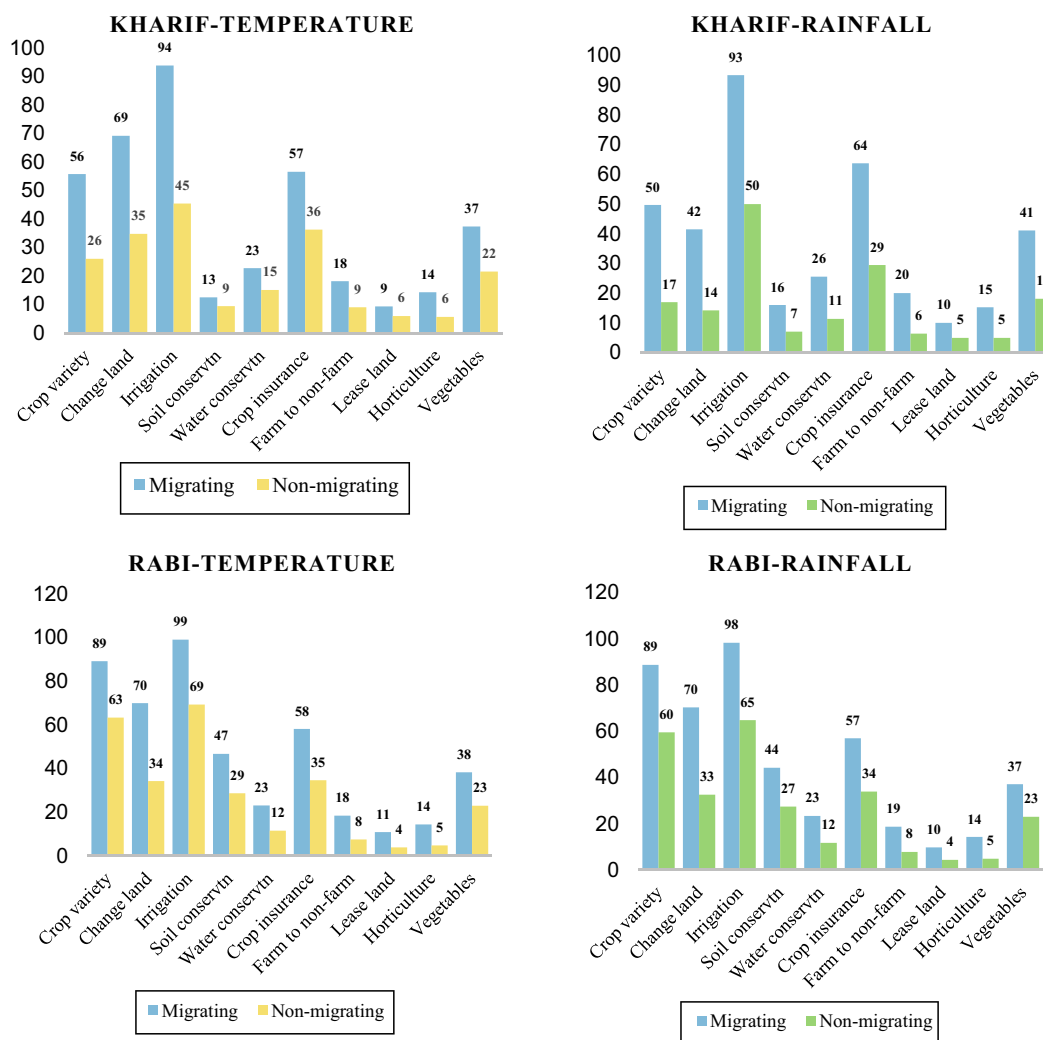 KHARIF-TEMPERATURE
100
90
80
70
60
50
40
30
20
10
0
56 26
69 35
94 45
13 9
23 15
57 36
18 9
9 6
14 6
37 22
Crop variety
Change land
Irrigation
Soil conservtn
Water conservtn
Crop insurance
Farm to non-farm
Lease land
Horticulture
Vegetables
Migrating Non-migrating
KHARIF-RAINFALL
100
90
80
70
60
50
40
30
20
10
0
50 17
42 14
93 50
16 7
26 11
64 29
20 6
10 5
15 5
41
Crop variety
Change land
Irrigation
Soil conservtn
Water conservtn
Crop insurance
Farm to non-farm
Lease land
Horticulture
Vegetables
Migrating Non-migrating
RABI-TEMPERATURE
120
100
80
60
40
20
0
89 63
70 34
99 69
47 29
23 12
58 35
18 8
11 4
14 5
38 23
Crop variety
Change land
Irrigation
Soil conservtn
Water conservtn
Crop insurance
Farm to non-farm
Lease land
Horticulture
Vegetables
Migrating Non-migrating
RABI-RAINFALL
120
100
80
60
40
20
0
89 60
70 33
98 65
44 27
23 12
57 34
19 8
10 4
14 5
37 23
Crop variety
Change land
Irrigation
Soil conservtn
Water conservtn
Crop insurance
Farm to non-farm
Lease land
Horticulture
Vegetables
Migrating Non-migrating